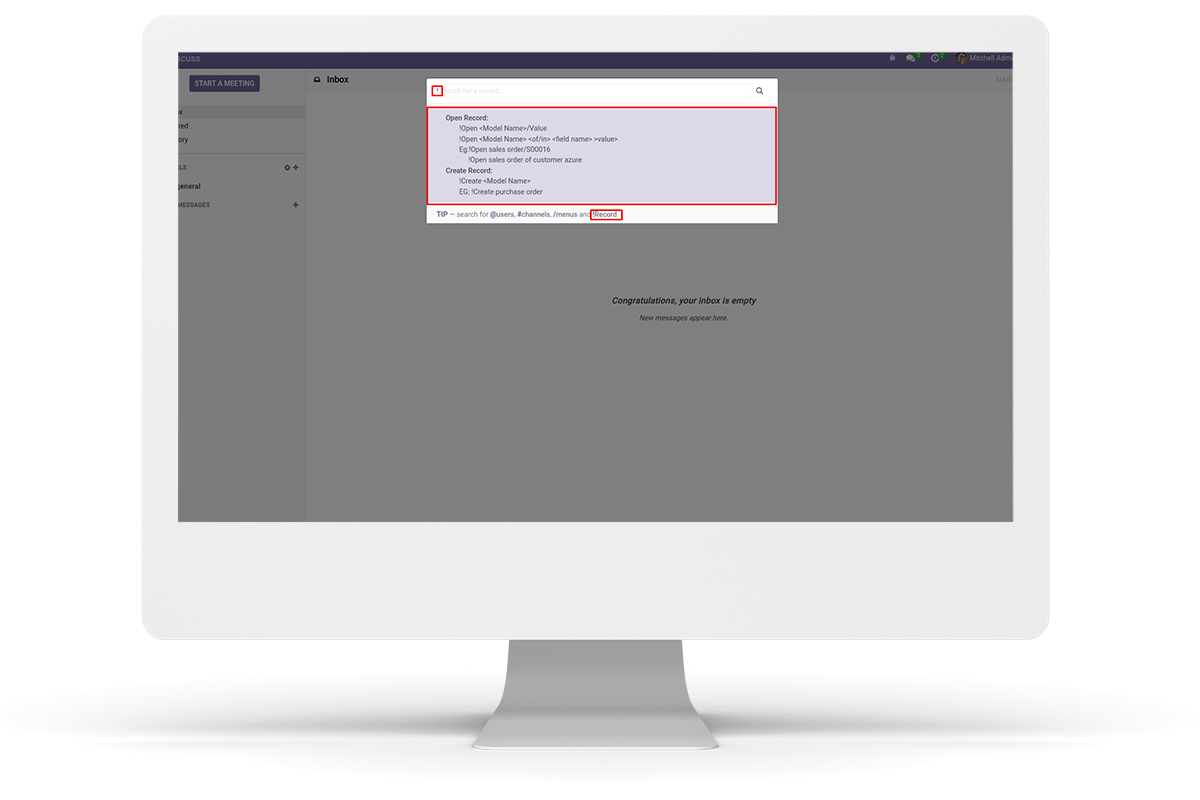 CUSS
5
2
Mitchell Adm
START A MEETING
Inbox
MAR
! earch for a record
x
red
ory
LS
general
MESSAGES
Open Record:
!Open <Model Name>/Value
!Open <Model Name> <of/in> <field name> >value>
Eg:!Open sales order/S00016
!Open sales order of customer azure
Create Record:
!Create <Model Name>
EG: !Create purchase order
TIP — search for @users, #channels, /menus and !Record
Congratulations, your inbox is empty
New messages appear here.